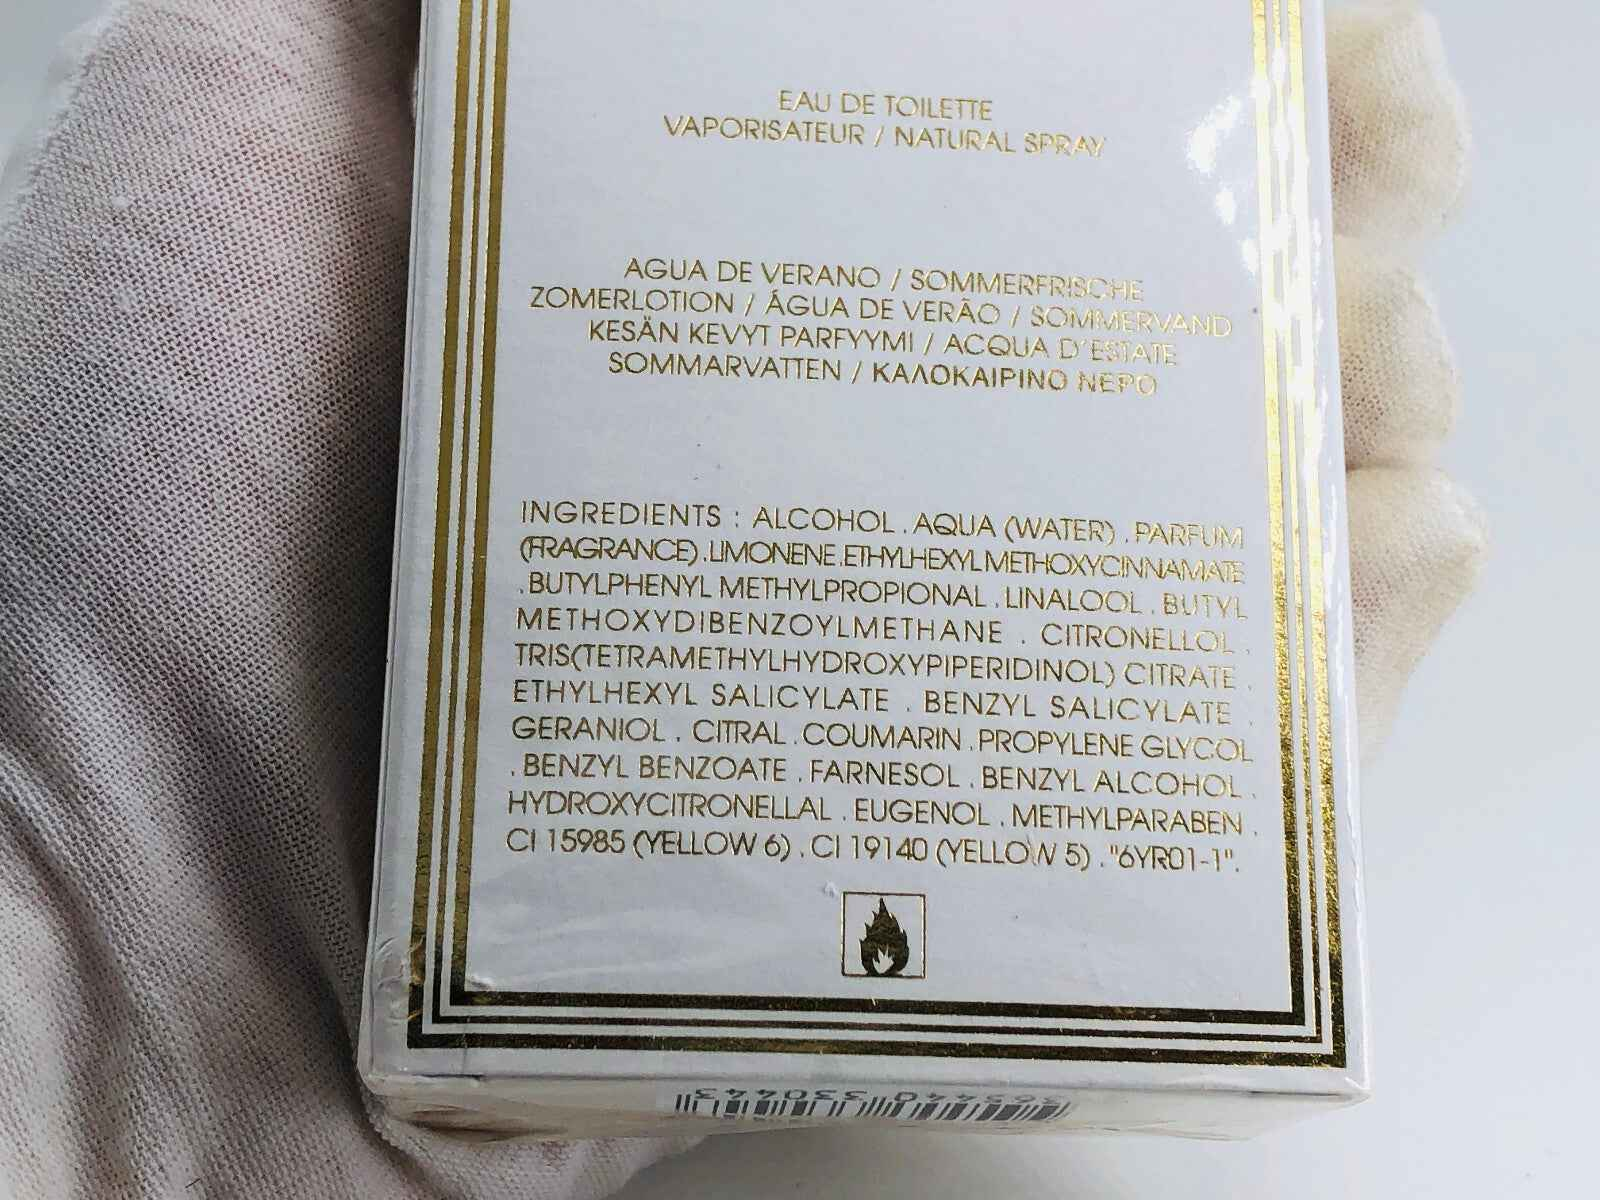 EAU DE TOILETTE
VAPORISATEUR / NATURAL SPRAY
AGUA DE VERANO / SOMMERFRISCHE
ZOMERLOTION / ÁGUA DE VERÃO / SOMMERVAND
KESÄN KEVYT PARFYYMI / ACQUA D'ESTATE
SOMMARVATTEN / ΚΑΛΟΚΑΙΡΙΝΟ ΝΕΡΟ
INGREDIENTS : ALCOHOL . AQUA (WATER) . PARFUM
(FRAGRANCE) . LIMONENE . ETHYLHEXYL METHOXYCINNAMATE
. BUTYLPHENYL METHYLPROPIONAL . LINALOOL . BUTYL
METHOXYDIBENZOYLMETHANE . CITRONELLOL .
TRIS(TETRAMETHYLHYDROXYPIPERIDINOL) CITRATE .
ETHYLHEXYL SALICYLATE . BENZYL SALICYLATE .
GERANIOL . CITRAL . COUMARIN . PROPYLENE GLYCOL
. BENZYL BENZOATE . FARNESOL . BENZYL ALCOHOL .
HYDROXYCITRONELLAL . EUGENOL . METHYLPARABEN .
CI 15985 (YELLOW 6) . CI 19140 (YELLOW 5) . "6YR01-1".